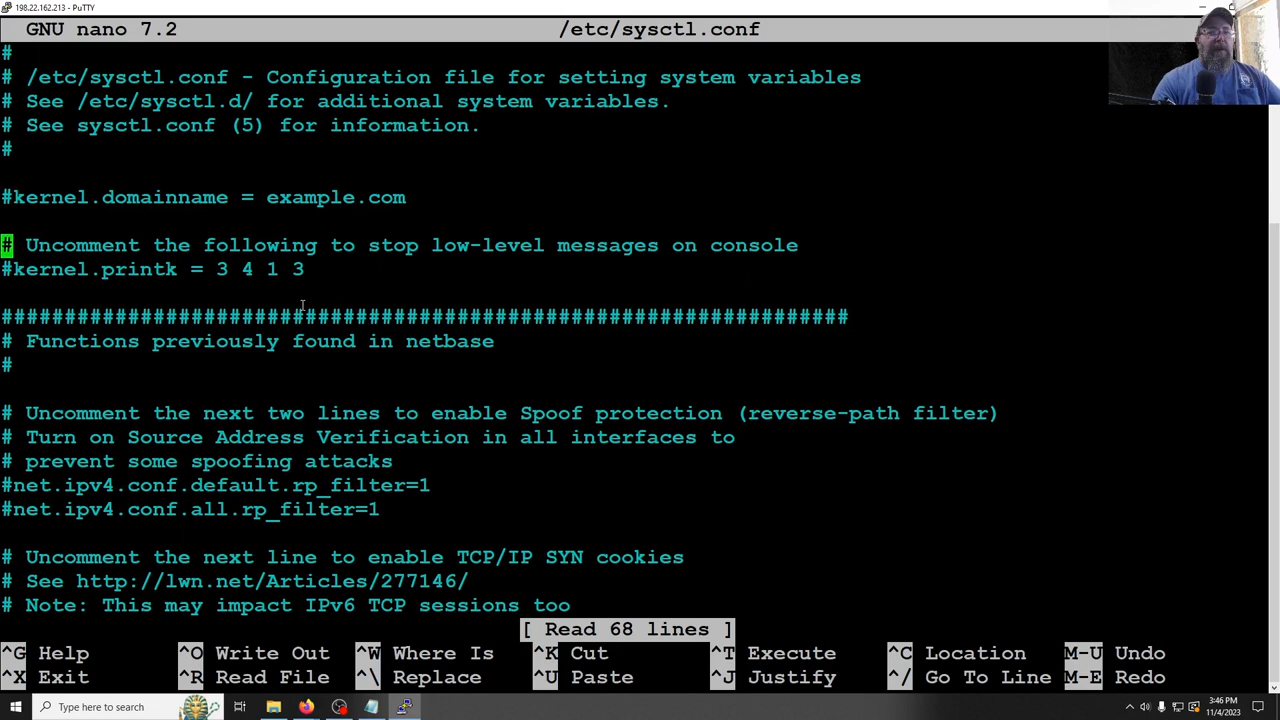 198.22.162.213 - PuTTY
GNU nano 7.2 /etc/sysctl.conf
#
# /etc/sysctl.conf - Configuration file for setting system variables
# See /etc/sysctl.d/ for additional system variables.
# See sysctl.conf (5) for information.
#
#kernel.domainname = example.com
# Uncomment the following to stop low-level messages on console
#kernel.printk = 3 4 1 3
###################################################################
# Functions previously found in netbase
#
# Uncomment the next two lines to enable Spoof protection (reverse-path filter)
# Turn on Source Address Verification in all interfaces to
# prevent some spoofing attacks
#net.ipv4.conf.default.rp_filter=1
#net.ipv4.conf.all.rp_filter=1
# Uncomment the next line to enable TCP/IP SYN cookies
# See http://lwn.net/Articles/277146/
# Note: This may impact IPv6 TCP sessions too
[ Read 68 lines ]
^G Help ^O Write Out ^W Where Is ^K Cut ^T Execute ^C Location M-U Undo
^X Exit ^R Read File ^\ Replace ^U Paste ^J Justify ^/ Go To Line M-E Redo
Type here to search
3:46 PM
11/4/2023